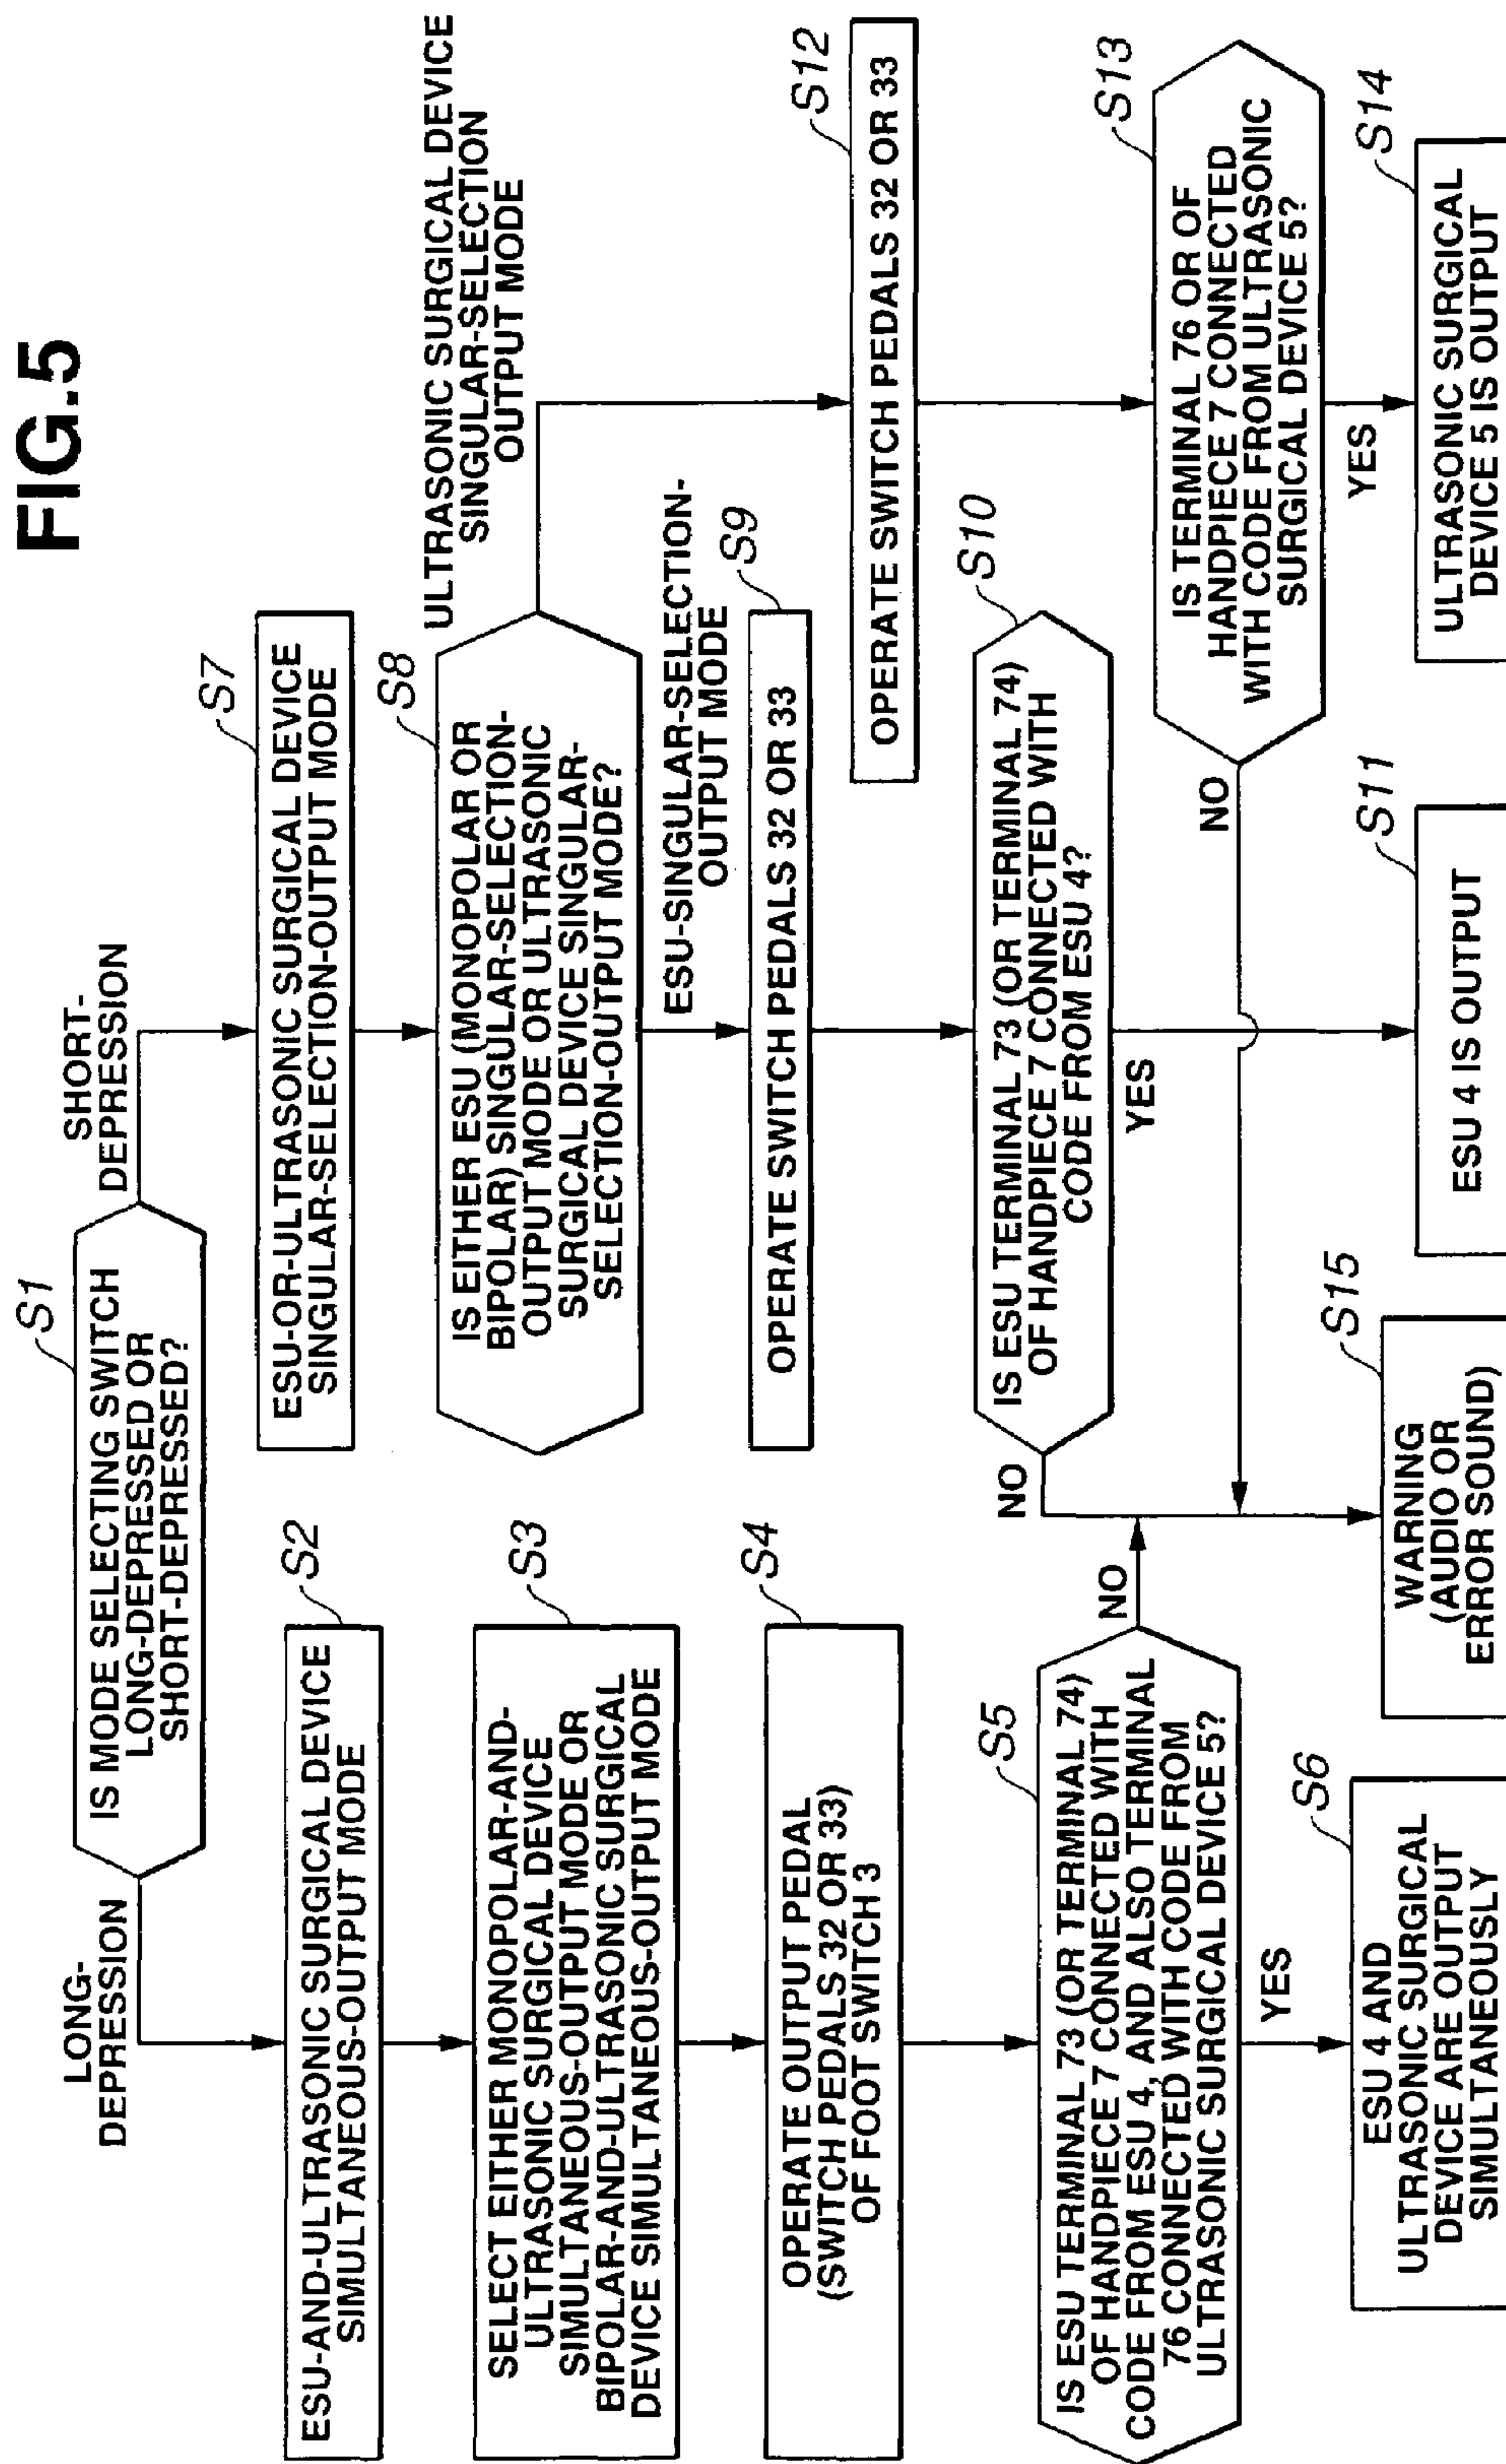 FIG.5
S1
IS MODE SELECTING SWITCH
LONG-DEPRESSED OR
SHORT-DEPRESSED?
LONG-
DEPRESSION
SHORT-
DEPRESSION
S2
ESU-AND-ULTRASONIC SURGICAL DEVICE
SIMULTANEOUS-OUTPUT MODE
S3
SELECT EITHER MONOPOLAR-AND-
ULTRASONIC SURGICAL DEVICE
SIMULTANEOUS-OUTPUT MODE OR
BIPOLAR-AND-ULTRASONIC SURGICAL
DEVICE SIMULTANEOUS-OUTPUT MODE
S4
OPERATE OUTPUT PEDAL
(SWITCH PEDALS 32 OR 33)
OF FOOT SWITCH 3
S5
IS ESU TERMINAL 73 (OR TERMINAL 74)
OF HANDPIECE 7 CONNECTED WITH
CODE FROM ESU 4, AND ALSO TERMINAL
76 CONNECTED WITH CODE FROM
ULTRASONIC SURGICAL DEVICE 5?
NO
YES
S6
ESU 4 AND
ULTRASONIC SURGICAL
DEVICE ARE OUTPUT
SIMULTANEOUSLY
S7
ESU-OR-ULTRASONIC SURGICAL DEVICE
SINGULAR-SELECTION-OUTPUT MODE
S8
IS EITHER ESU (MONOPOLAR OR
BIPOLAR) SINGULAR-SELECTION-
OUTPUT MODE OR ULTRASONIC
SURGICAL DEVICE SINGULAR-
SELECTION-OUTPUT MODE?
ULTRASONIC SURGICAL DEVICE
SINGULAR-SELECTION
OUTPUT MODE
ESU-SINGULAR-SELECTION-
OUTPUT MODE
S9
OPERATE SWITCH PEDALS 32 OR 33
S10
IS ESU TERMINAL 73 (OR TERMINAL 74)
OF HANDPIECE 7 CONNECTED WITH
CODE FROM ESU 4?
NO
YES
S11
ESU 4 IS OUTPUT
S12
OPERATE SWITCH PEDALS 32 OR 33
S13
IS TERMINAL 76 OR OF
HANDPIECE 7 CONNECTED
WITH CODE FROM ULTRASONIC
SURGICAL DEVICE 5?
NO
YES
S14
ULTRASONIC SURGICAL
DEVICE 5 IS OUTPUT
S15
WARNING
(AUDIO OR
ERROR SOUND)